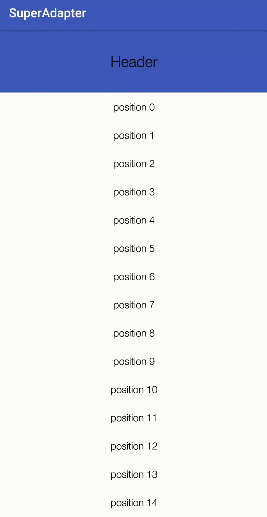 SuperAdapter
Header
position 0
position 1
position 2
position 3
position 4
position 5
position 6
position 7
position 8
position 9
position 10
position 11
position 12
position 13
position 14